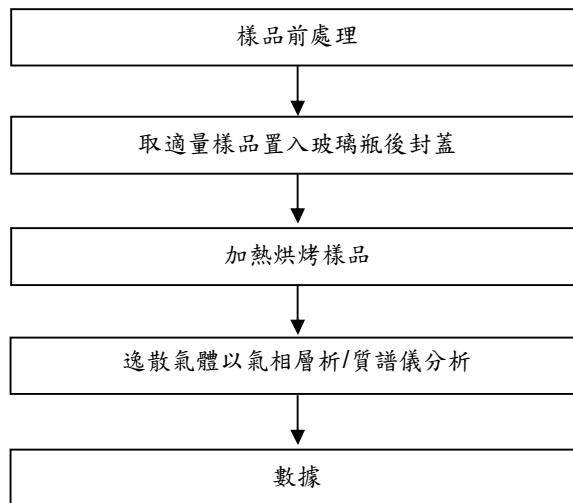 樣品前處理
取適量樣品置入玻璃瓶後封蓋
加熱烘烤樣品
逸散氣體以氣相層析/質譜儀分析
數據